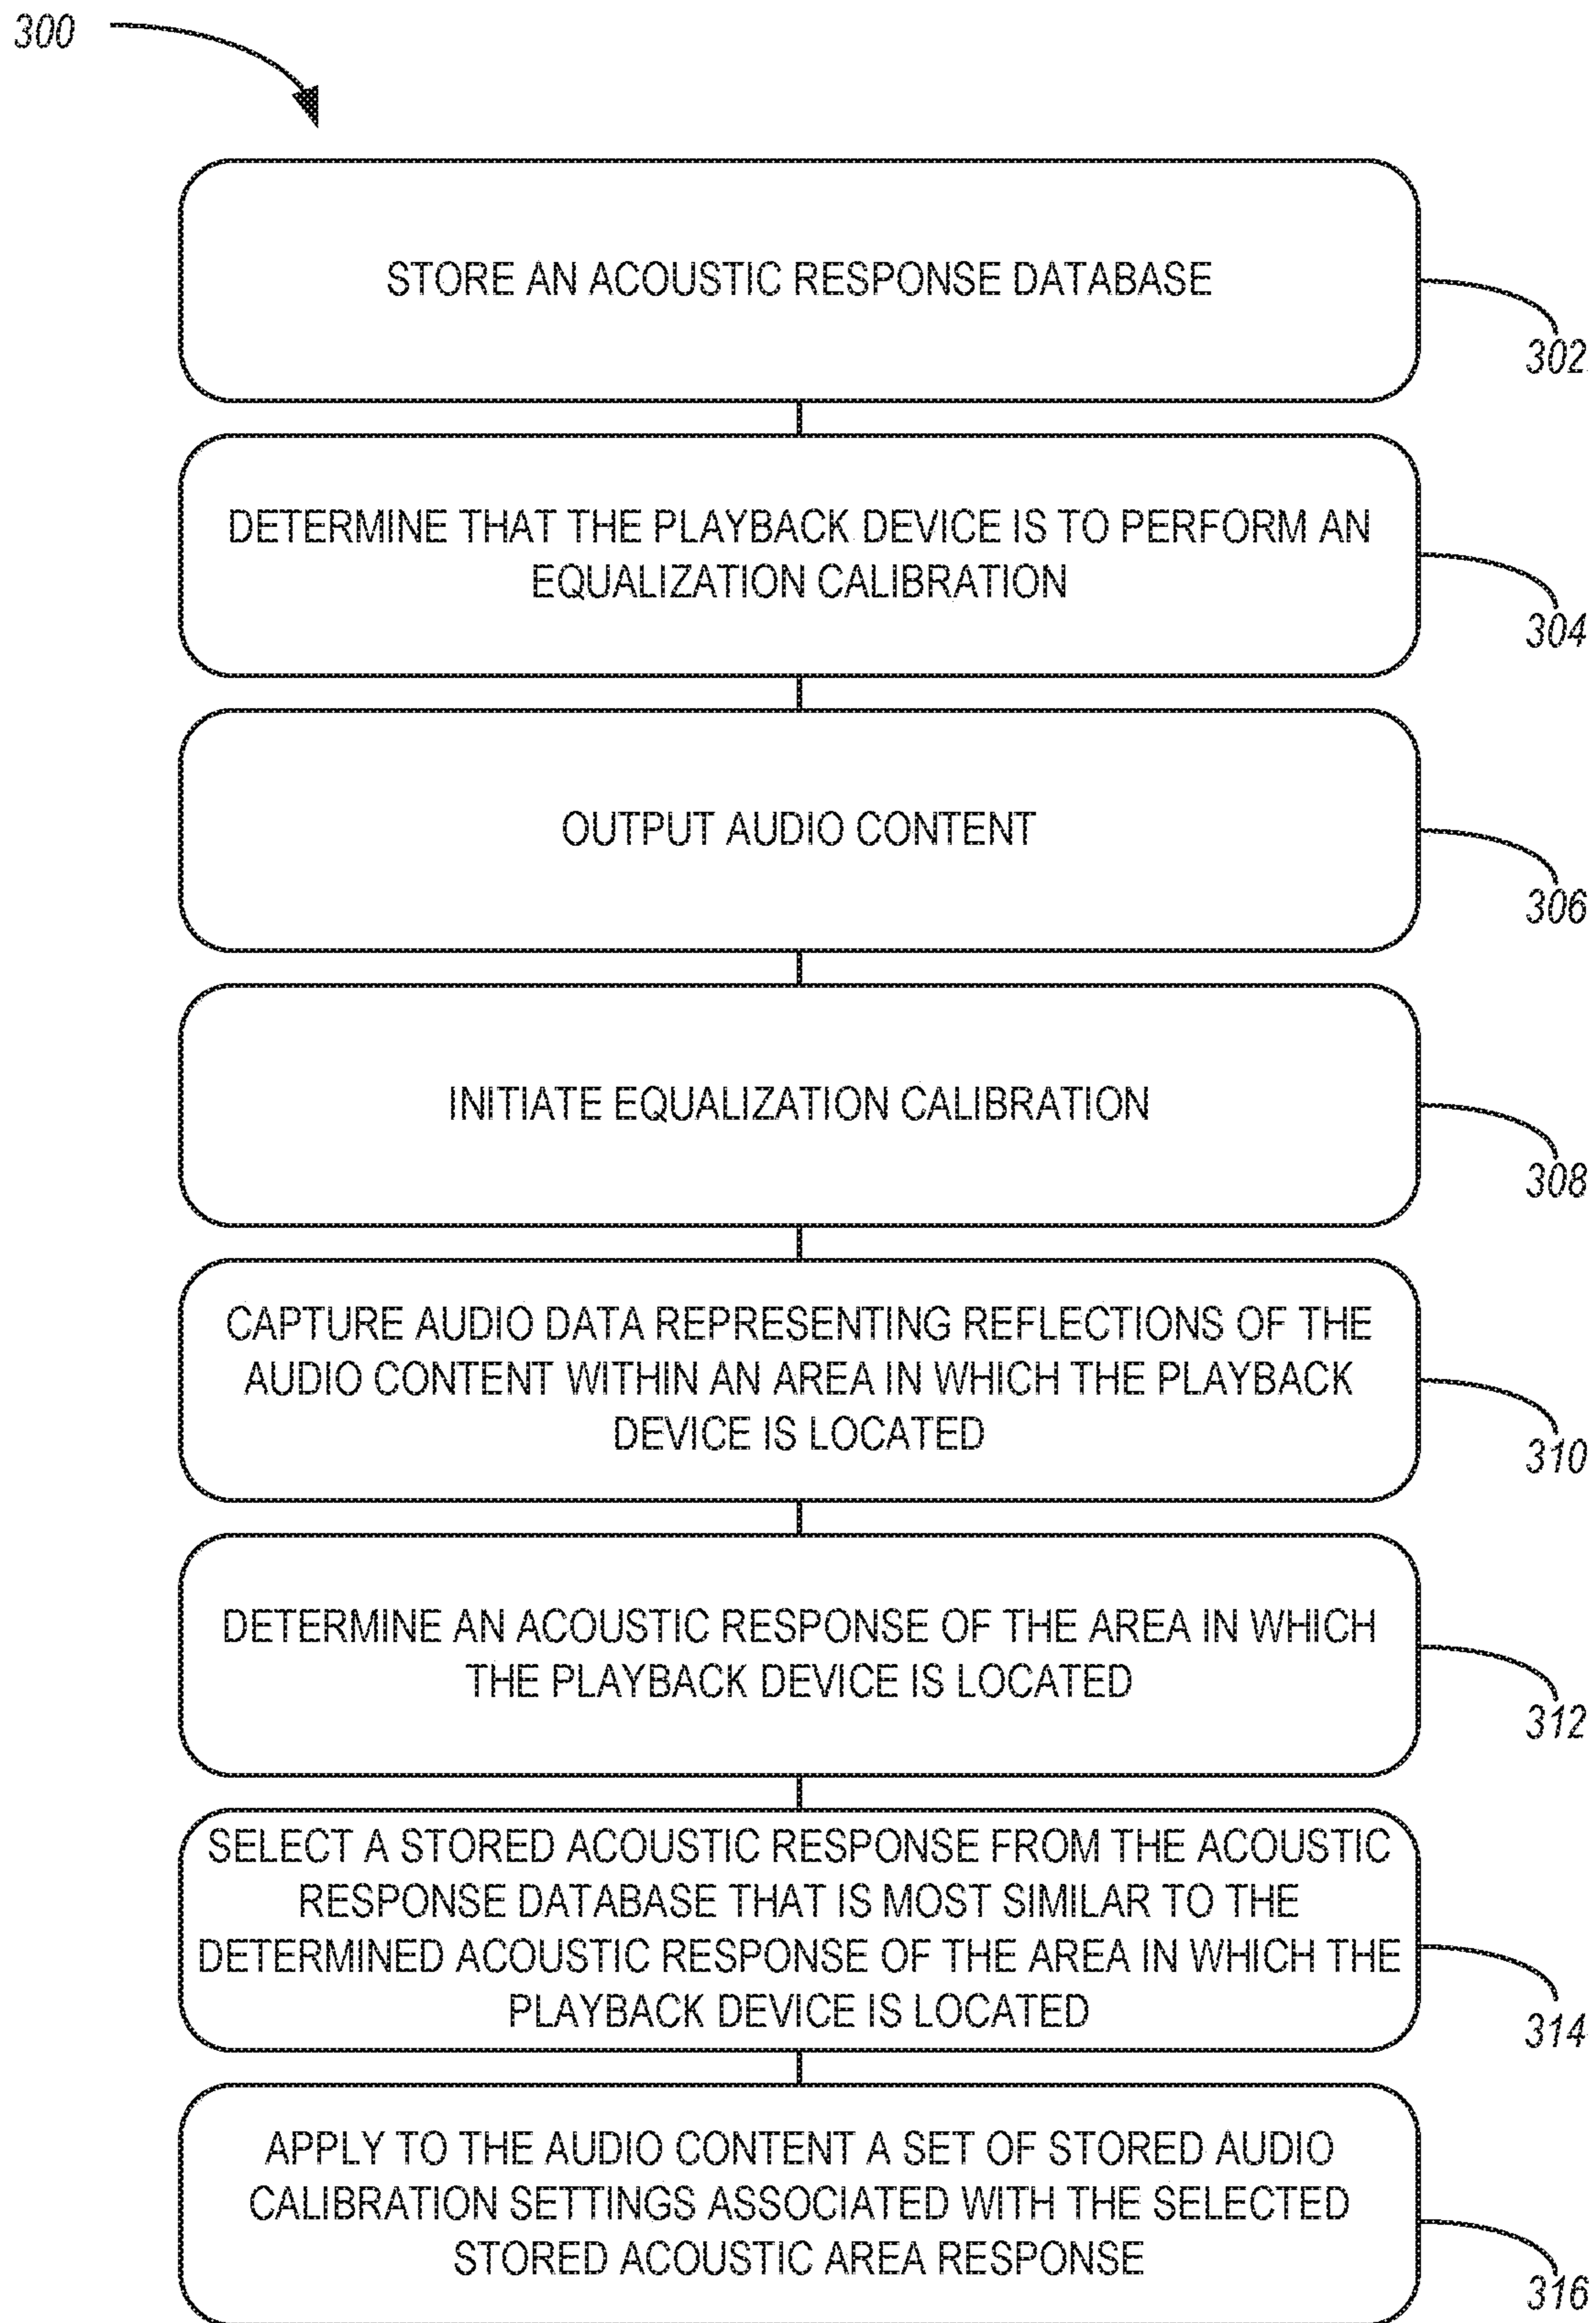 300
STORE AN ACOUSTIC RESPONSE DATABASE
302
DETERMINE THAT THE PLAYBACK DEVICE IS TO PERFORM AN
EQUALIZATION CALIBRATION
304
OUTPUT AUDIO CONTENT
306
INITIATE EQUALIZATION CALIBRATION
308
CAPTURE AUDIO DATA REPRESENTING REFLECTIONS OF THE
AUDIO CONTENT WITHIN AN AREA IN WHICH THE PLAYBACK
DEVICE IS LOCATED
310
DETERMINE AN ACOUSTIC RESPONSE OF THE AREA IN WHICH
THE PLAYBACK DEVICE IS LOCATED
312
SELECT A STORED ACOUSTIC RESPONSE FROM THE ACOUSTIC
RESPONSE DATABASE THAT IS MOST SIMILAR TO THE
DETERMINED ACOUSTIC RESPONSE OF THE AREA IN WHICH THE
PLAYBACK DEVICE IS LOCATED
314
APPLY TO THE AUDIO CONTENT A SET OF STORED AUDIO
CALIBRATION SETTINGS ASSOCIATED WITH THE SELECTED
STORED ACOUSTIC AREA RESPONSE
316